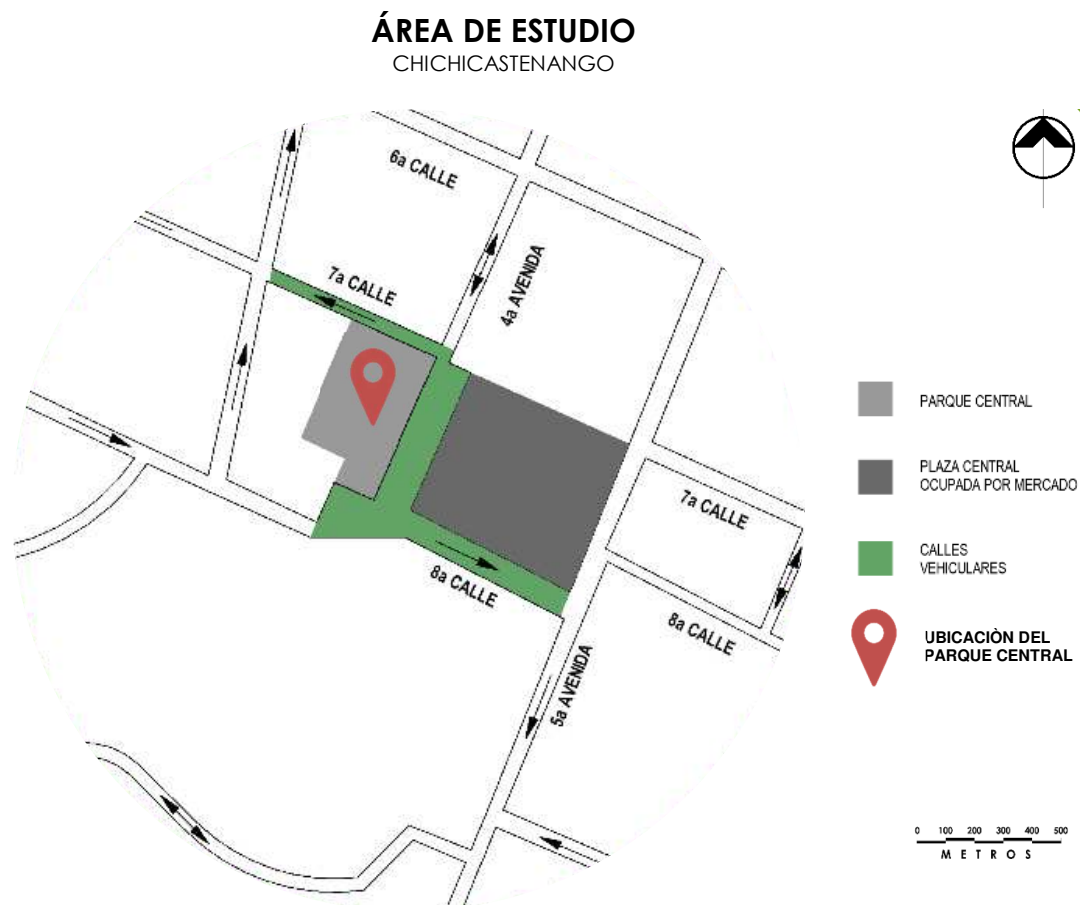 ÁREA DE ESTUDIO
CHICHICASTENANGO
6a CALLE
7a CALLE
4a AVENIDA
PARQUE CENTRAL
PLAZA CENTRAL
OCUPADA POR MERCADO
7a CALLE
CALLES
VEHICULARES
8a CALLE
8a CALLE
UBICACIÒN DEL
PARQUE CENTRAL
5a AVENIDA
0 100 200 300 400 500
METROS